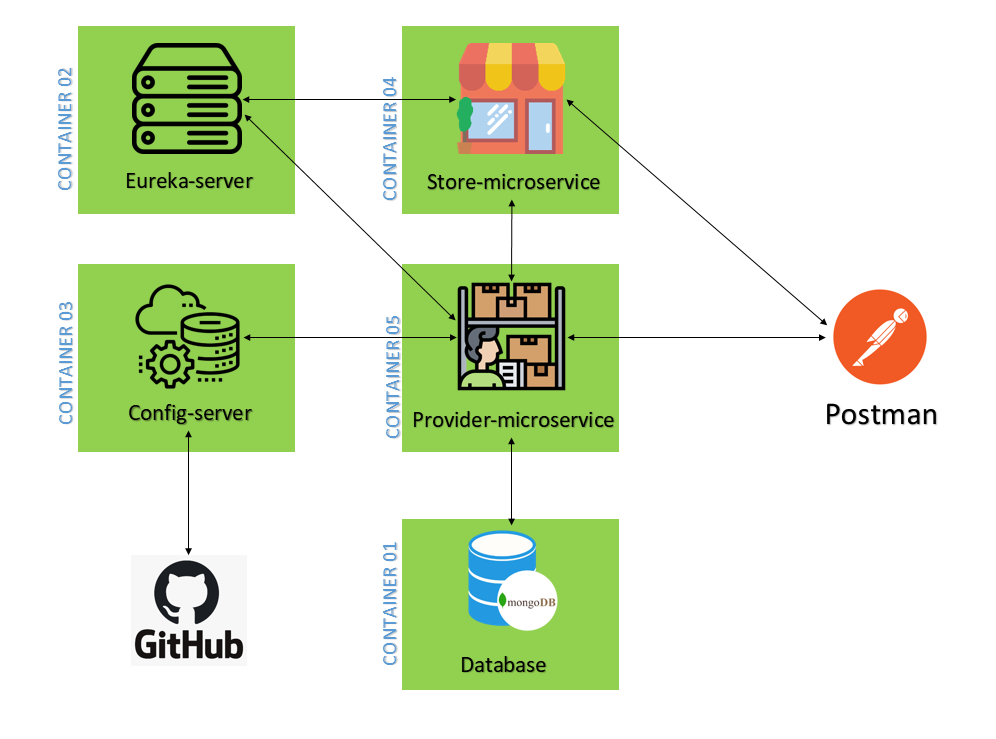 CONTAINER 02
Eureka-server
CONTAINER 04
Store-microservice
CONTAINER 03
Config-server
CONTAINER 05
Provider-microservice
Postman
GitHub
CONTAINER 01
mongoDB
Database